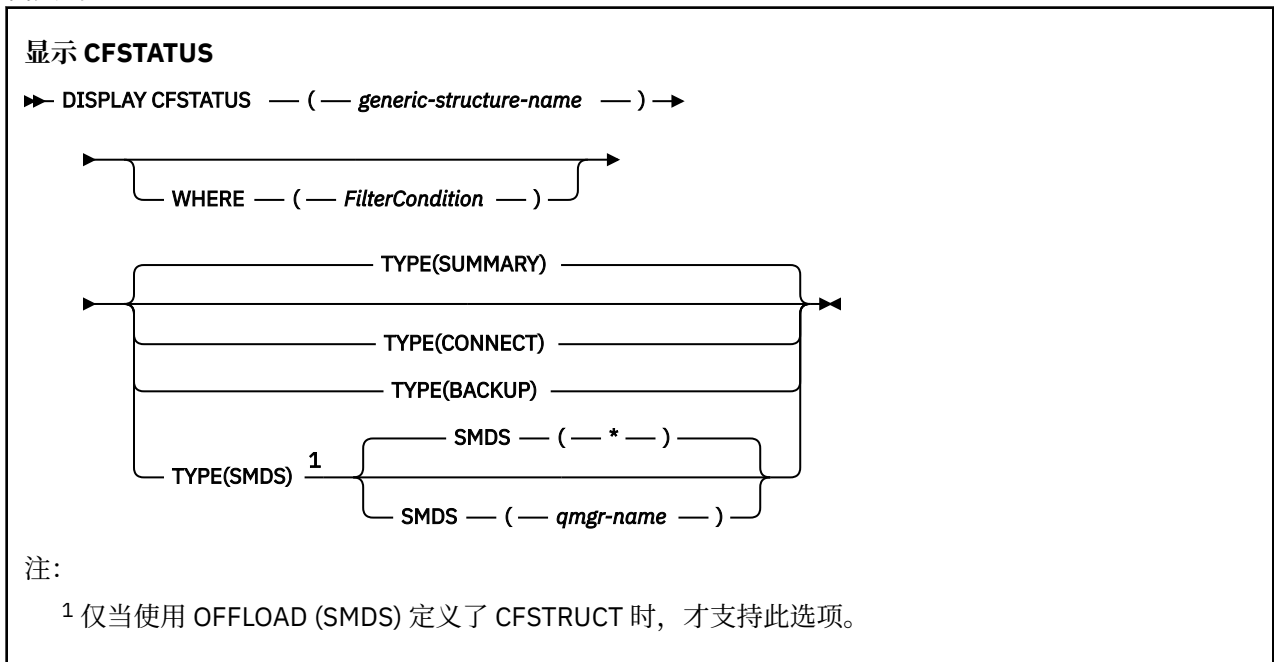 显示 CFSTATUS
DISPLAY CFSTATUS ( generic-structure-name )
WHERE ( FilterCondition )
TYPE(SUMMARY)
TYPE(CONNECT)
TYPE(BACKUP)
SMDS ( * )
TYPE(SMDS) 1
SMDS ( qmgr-name )
注：
1 仅当使用 OFFLOAD (SMDS) 定义了 CFSTRUCT 时，才支持此选项。